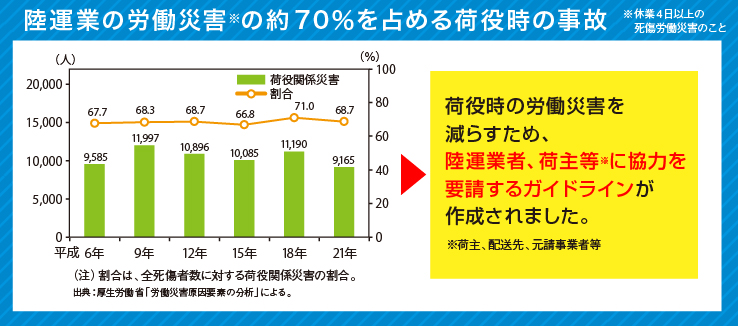 陸運業の労働災害※の約70%を占める荷役時の事故
※休業4日以上の
死傷労働災害のこと
(人)
(%)
20,000
15,000
10,000
5,000
0
100
80
60
40
20
0
荷役関係災害
割合
67.7
68.3
68.7
66.8
71.0
68.7
9,585
11,997
10,896
10,085
11,190
9,165
平成 6年
9年
12年
15年
18年
21年
(注)割合は、全死傷者数に対する荷役関係災害の割合。
出典:厚生労働省「労働災害原因要素の分析」による。
荷役時の労働災害を
減らすため、
陸運業者、荷主等※に協力を
要請するガイドラインが
作成されました。
※荷主、配送先、元請事業者等